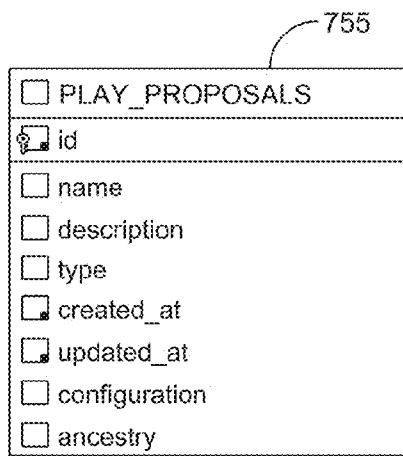 755
PLAY_PROPOSALS
id
name
description
type
created_at
updated_at
configuration
ancestry